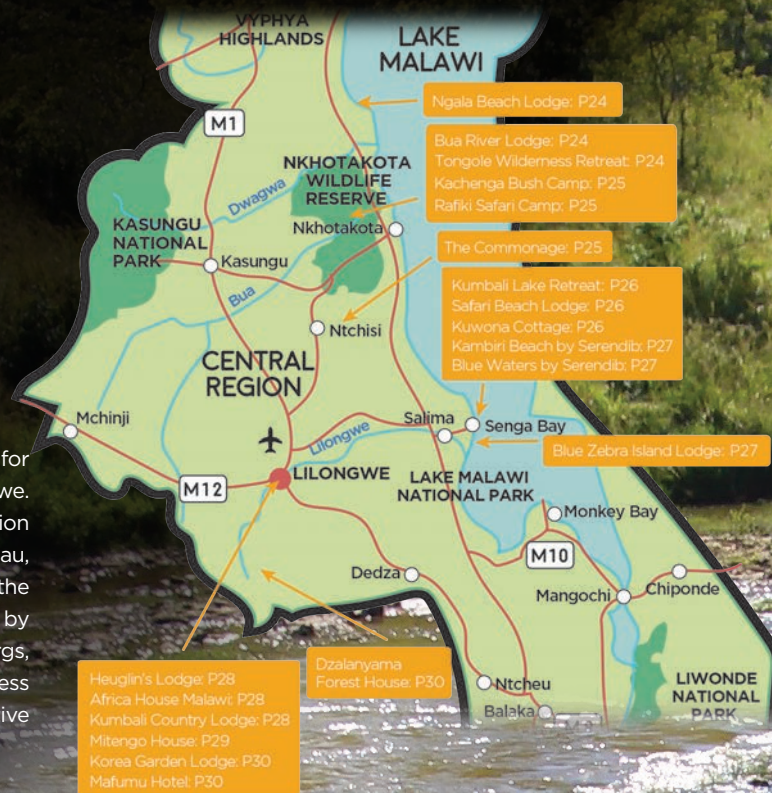 VYPHYA
HIGHLANDS
LAKE
MALAWI
Ngala Beach Lodge: P24
M1
Bua River Lodge: P24
Tongole Wilderness Retreat: P24
Kachenga Bush Camp: P25
Rafiki Safari Camp: P25
NKHOTAKOTA
WILDLIFE
RESERVE
Dwagwa
Nkhotakota
KASUNGU
NATIONAL
PARK
Kasungu
The Commonage: P25
Bua
Kumbali Lake Retreat: P26
Safari Beach Lodge: P26
Kuwona Cottage: P26
Kambiri Beach by Serendib: P27
Blue Waters by Serendib: P27
Ntchisi
CENTRAL
REGION
Mchinji
Salima
Senga Bay
Lilongwe
Blue Zebra Island Lodge: P27
for
we.
ion
au,
the
by
rgs,
ess
ive
LILONGWE
M12
LAKE MALAWI
NATIONAL PARK
Monkey Bay
M10
Dedza
Mangochi
Chiponde
Dzalanyama
Forest House: P30
Heuglin's Lodge: P28
Africa House Malawi: P28
Kumbali Country Lodge: P28
Mitengo House: P29
Korea Garden Lodge: P30
Mafumu Hotel: P30
Ntcheu
Balaka
LIWONDE
NATIONAL
PARK